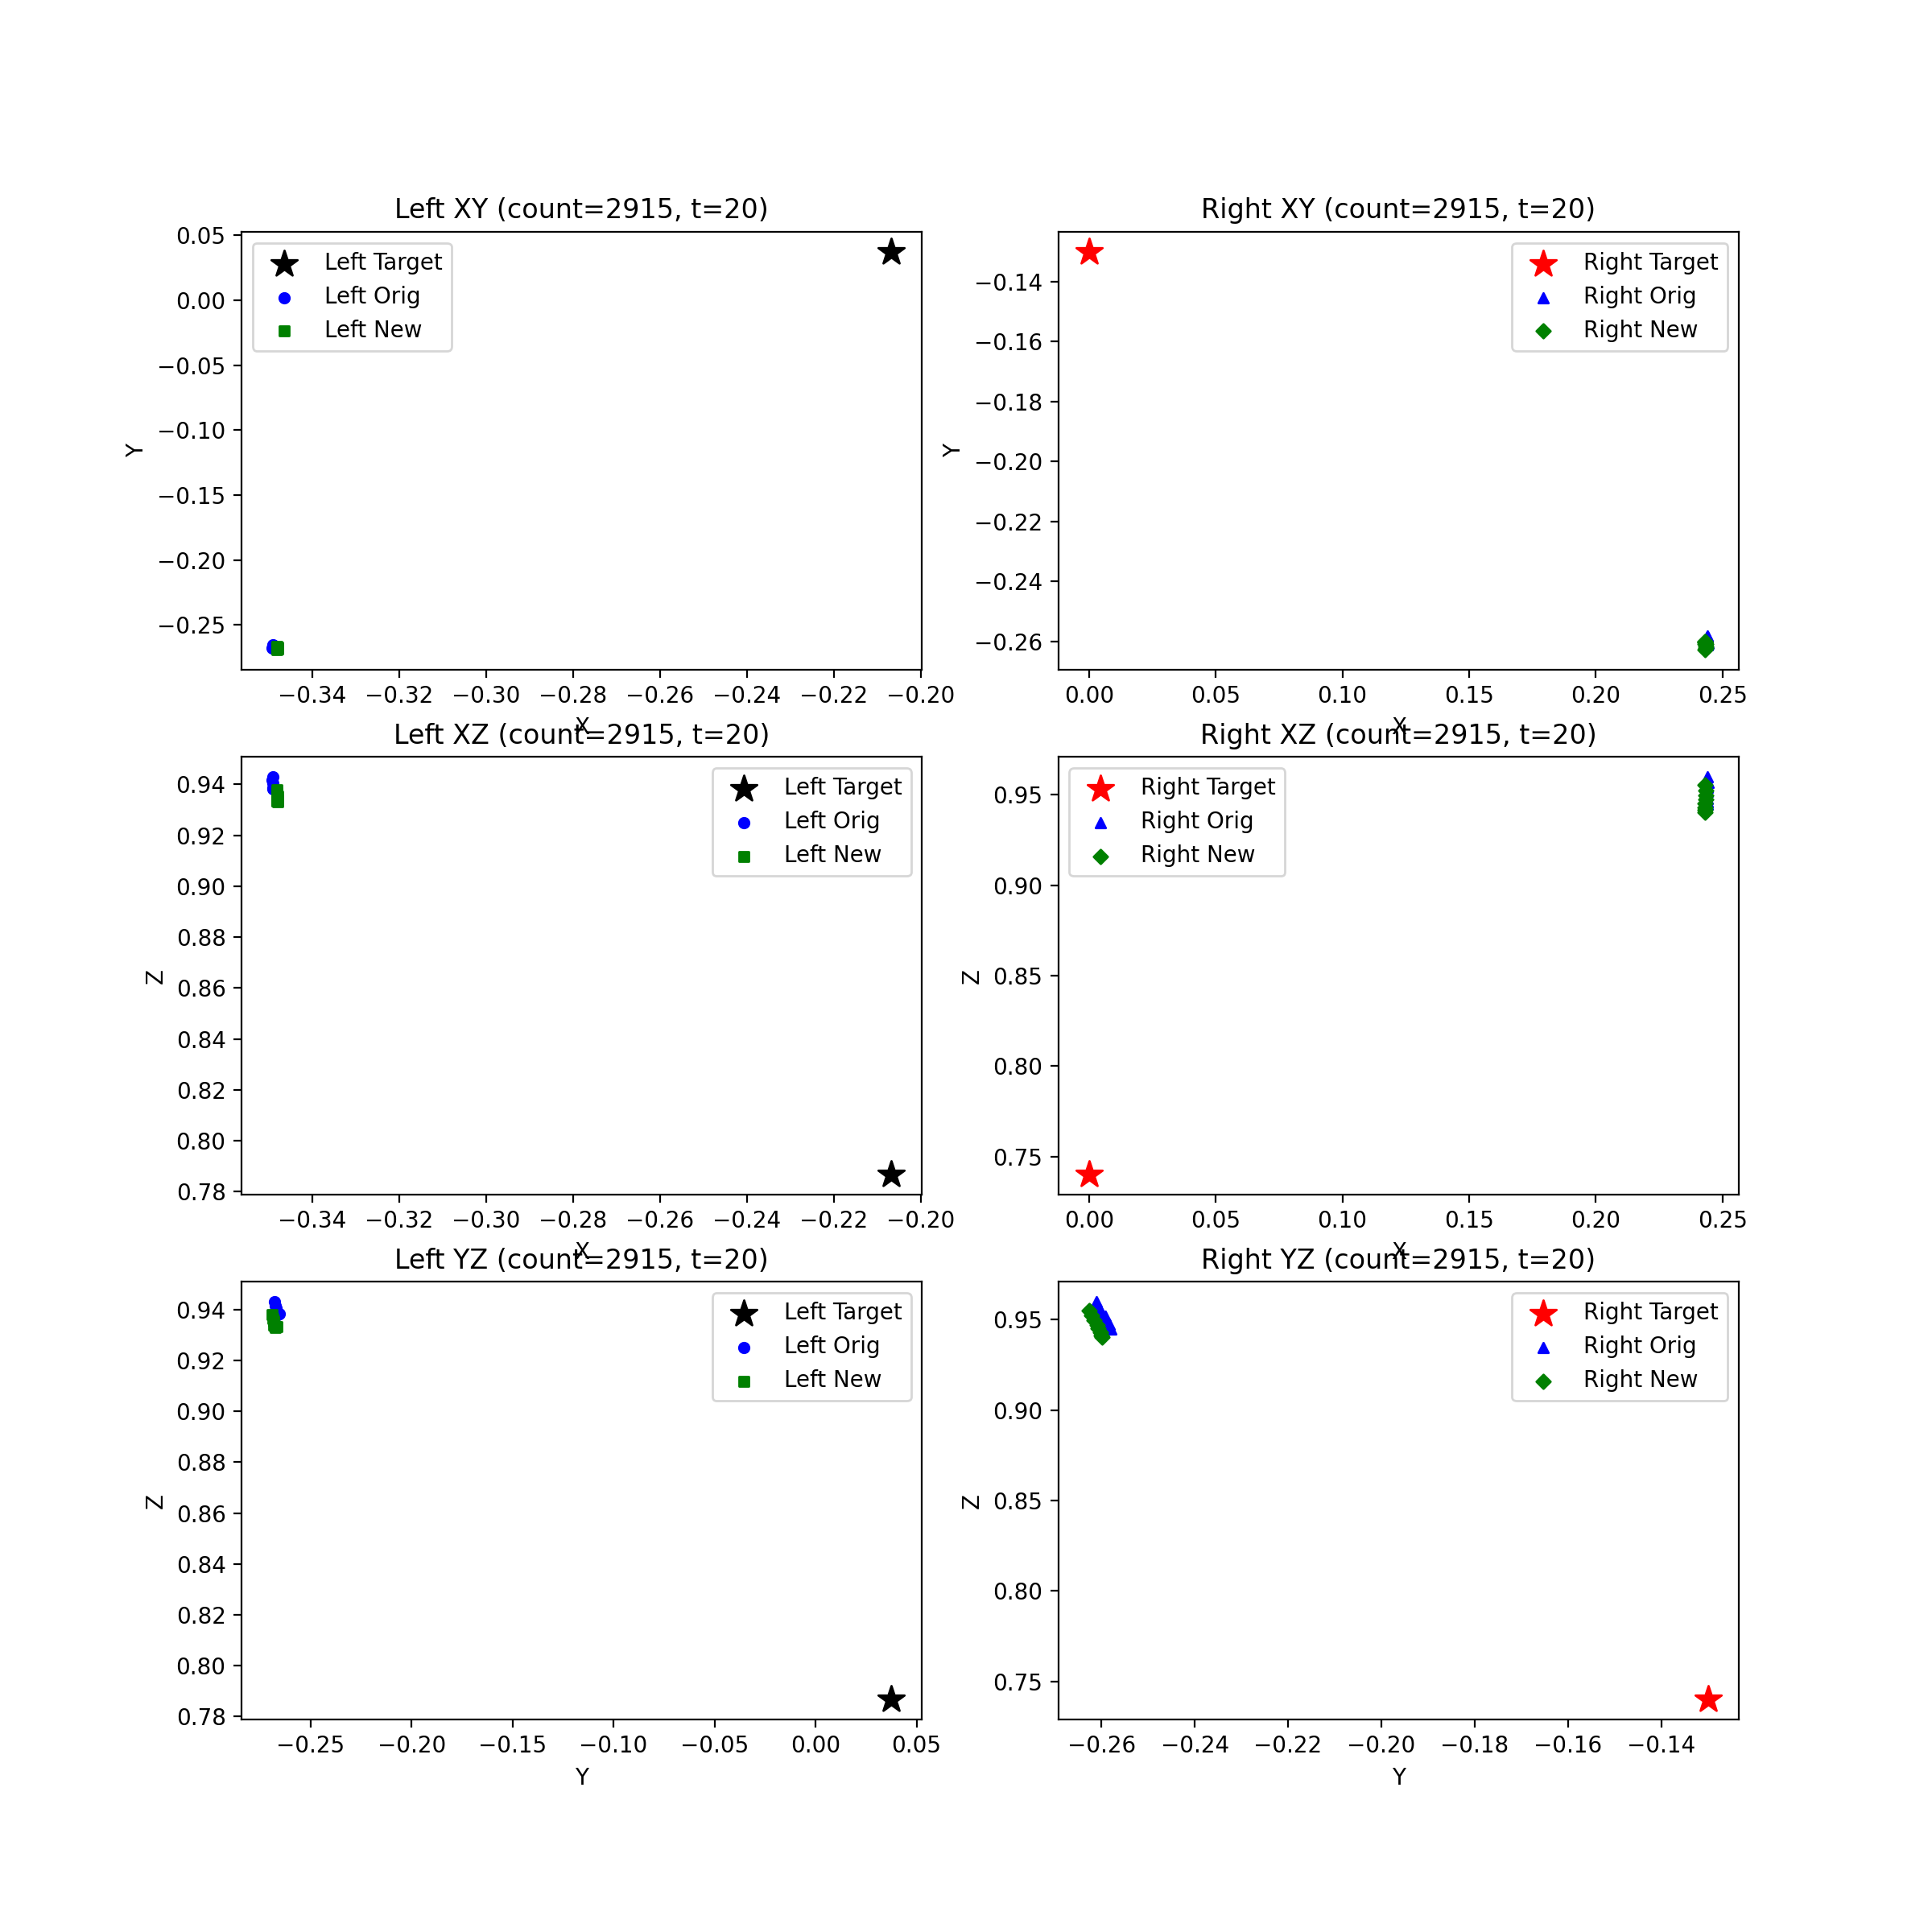 Left XY (count=2915, t=20)
0.05
0.00
−0.05
−0.10
−0.15
−0.20
−0.25
Y
Left Target
Left Orig
Left New
−0.34 −0.32 −0.30 −0.28 −0.26 −0.24 −0.22 −0.20
X
Right XY (count=2915, t=20)
−0.14
−0.16
−0.18
−0.20
−0.22
−0.24
−0.26
Y
Right Target
Right Orig
Right New
0.00 0.05 0.10 0.15 0.20 0.25
X
Left XZ (count=2915, t=20)
0.94
0.92
0.90
0.88
0.86
0.84
0.82
0.80
0.78
Z
Left Target
Left Orig
Left New
−0.34 −0.32 −0.30 −0.28 −0.26 −0.24 −0.22 −0.20
X
Right XZ (count=2915, t=20)
0.95
0.90
0.85
0.80
0.75
Z
Right Target
Right Orig
Right New
0.00 0.05 0.10 0.15 0.20 0.25
X
Left YZ (count=2915, t=20)
0.94
0.92
0.90
0.88
0.86
0.84
0.82
0.80
0.78
Z
Left Target
Left Orig
Left New
−0.25 −0.20 −0.15 −0.10 −0.05 0.00 0.05
Y
Right YZ (count=2915, t=20)
0.95
0.90
0.85
0.80
0.75
Z
Right Target
Right Orig
Right New
−0.26 −0.24 −0.22 −0.20 −0.18 −0.16 −0.14
Y